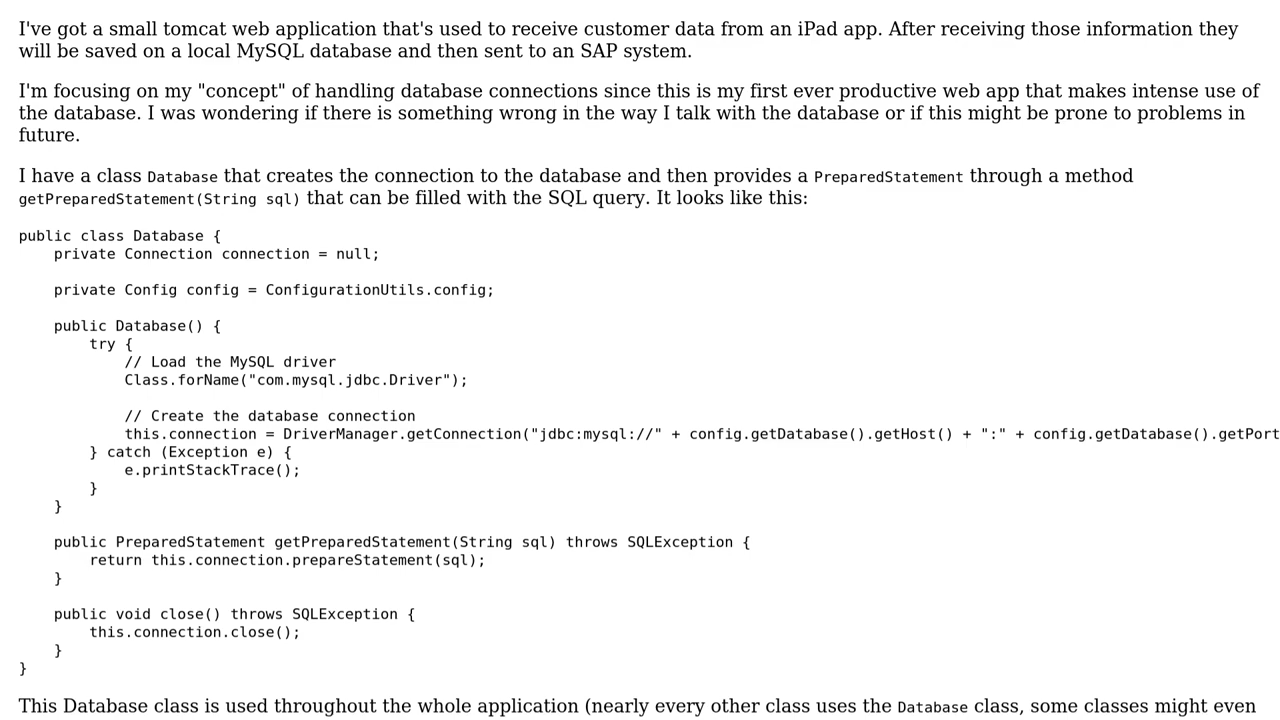 I've got a small tomcat web application that's used to receive customer data from an iPad app. After receiving those information they
will be saved on a local MySQL database and then sent to an SAP system.
I'm focusing on my "concept" of handling database connections since this is my first ever productive web app that makes intense use of
the database. I was wondering if there is something wrong in the way I talk with the database or if this might be prone to problems in
future.
I have a class Database that creates the connection to the database and then provides a PreparedStatement through a method
getPreparedStatement(String sql) that can be filled with the SQL query. It looks like this:
public class Database {
    private Connection connection = null;
    private Config config = ConfigurationUtils.config;
    public Database() {
        try {
            // Load the MySQL driver
            Class.forName("com.mysql.jdbc.Driver");
            // Create the database connection
            this.connection = DriverManager.getConnection("jdbc:mysql://" + config.getDatabase().getHost() + ":" + config.getDatabase().getPort
        } catch (Exception e) {
            e.printStackTrace();
        }
    }
    public PreparedStatement getPreparedStatement(String sql) throws SQLException {
        return this.connection.prepareStatement(sql);
    }
    public void close() throws SQLException {
        this.connection.close();
    }
}
This Database class is used throughout the whole application (nearly every other class uses the Database class, some classes might even